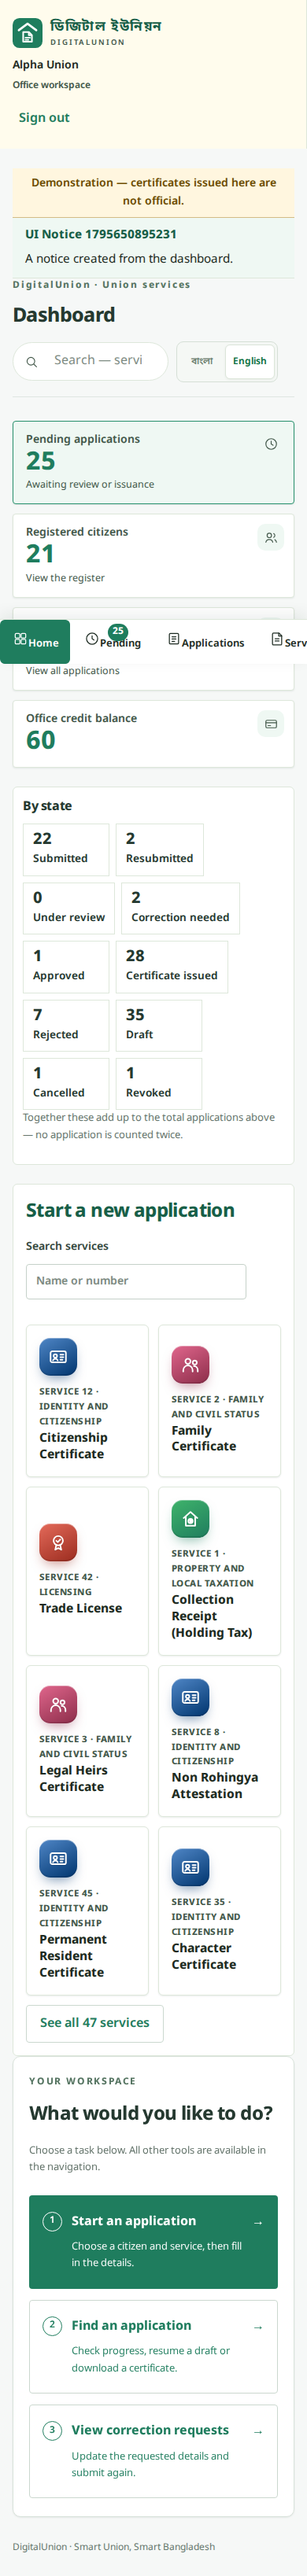 ডিজিটাল ইউনিয়ন
DIGITALUNION
Alpha Union
Office workspace
Sign out
Demonstration — certificates issued here are
not official.
UI Notice 1795650895231
A notice created from the dashboard.
DigitalUnion · Union services
Dashboard
Search — servi
বাংলা
English
Pending applications
25
Awaiting review or issuance
Registered citizens
21
View the register
Home
Pending
25
Applications
Serv
View all applications
Office credit balance
60
By state
22
Submitted
2
Resubmitted
0
Under review
2
Correction needed
1
Approved
28
Certificate issued
7
Rejected
35
Draft
1
Cancelled
1
Revoked
Together these add up to the total applications above
— no application is counted twice.
Start a new application
Search services
Name or number
SERVICE 12 ·
IDENTITY AND
CITIZENSHIP
Citizenship
Certificate
SERVICE 2 · FAMILY
AND CIVIL STATUS
Family
Certificate
SERVICE 42 ·
LICENSING
Trade License
SERVICE 1 ·
PROPERTY AND
LOCAL TAXATION
Collection
Receipt
(Holding Tax)
SERVICE 3 · FAMILY
AND CIVIL STATUS
Legal Heirs
Certificate
SERVICE 8 ·
IDENTITY AND
CITIZENSHIP
Non Rohingya
Attestation
SERVICE 45 ·
IDENTITY AND
CITIZENSHIP
Permanent
Resident
Certificate
SERVICE 35 ·
IDENTITY AND
CITIZENSHIP
Character
Certificate
See all 47 services
YOUR WORKSPACE
What would you like to do?
Choose a task below. All other tools are available in
the navigation.
1
Start an application →
Choose a citizen and service, then fill
in the details.
2
Find an application →
Check progress, resume a draft or
download a certificate.
3
View correction requests →
Update the requested details and
submit again.
DigitalUnion · Smart Union, Smart Bangladesh